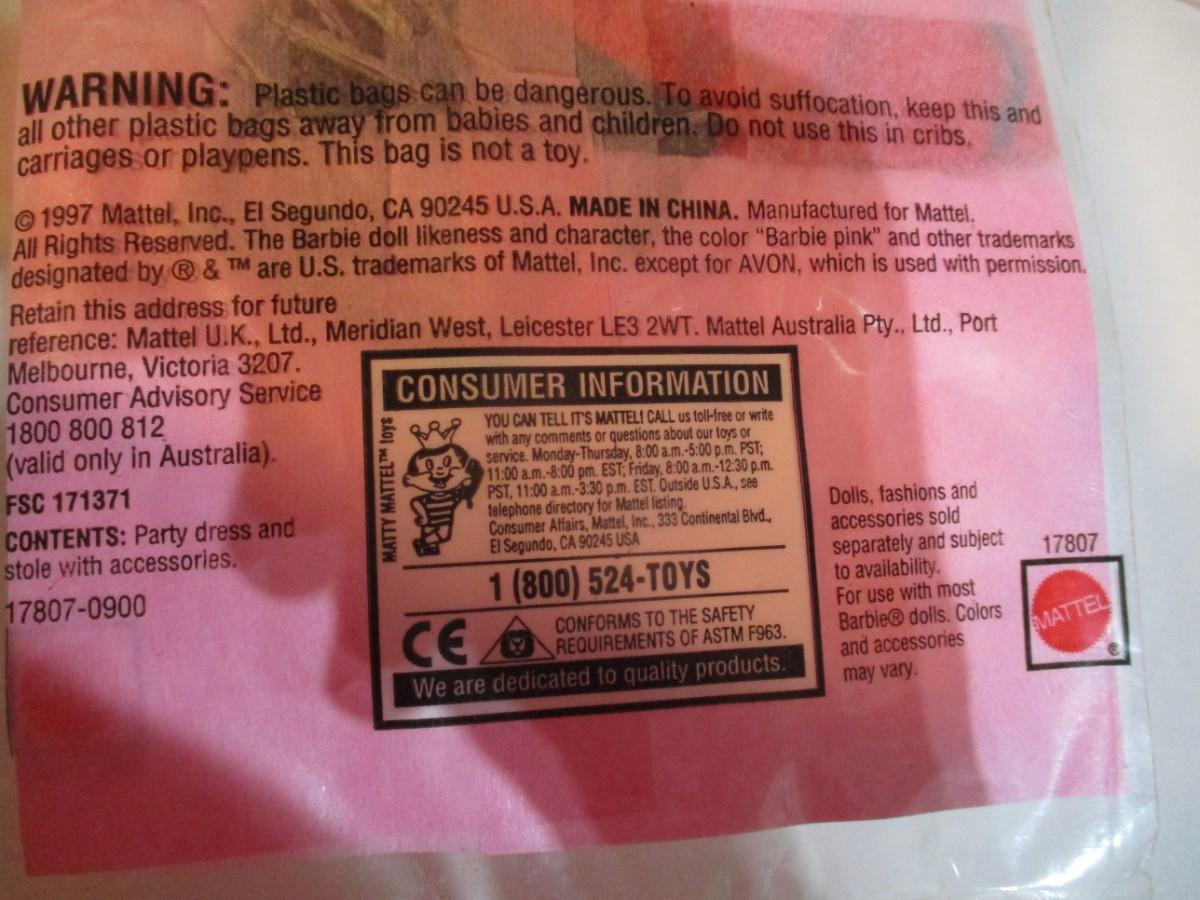 WARNING: Plastic bags can be dangerous. To avoid suffocation, keep this and
all other plastic bags away from babies and children. Do not use this in cribs,
carriages or playpens. This bag is not a toy.
© 1997 Mattel, Inc., El Segundo, CA 90245 U.S.A. MADE IN CHINA. Manufactured for Mattel.
All Rights Reserved. The Barbie doll likeness and character, the color "Barbie pink" and other trademarks
designated by ® & ™ are U.S. trademarks of Mattel, Inc. except for AVON, which is used with permission.
Retain this address for future
reference: Mattel U.K., Ltd., Meridian West, Leicester LE3 2WT. Mattel Australia Pty., Ltd., Port
Melbourne, Victoria 3207.
Consumer Advisory Service
1800 800 812
(valid only in Australia).
FSC 171371
CONTENTS: Party dress and
stole with accessories.
17807-0900
CONSUMER INFORMATION
MATTY MATTEL™ toys
YOU CAN TELL IT'S MATTEL! CALL us toll-free or write
with any comments or questions about our toys or
service. Monday-Thursday, 8:00 a.m.-5:00 p.m. PST;
11:00 a.m.-8:00 pm. EST; Friday, 8:00 a.m.-12:30 p.m.
PST, 11:00 a.m.-3:30 p.m. EST. Outside U.S.A., see
telephone directory for Mattel listing.
Consumer Affairs, Mattel, Inc., 333 Continental Blvd.,
El Segundo, CA 90245 USA
1 (800) 524-TOYS
CE
CONFORMS TO THE SAFETY
REQUIREMENTS OF ASTM F963.
We are dedicated to quality products.
Dolls, fashions and
accessories sold
separately and subject
to availability.
For use with most
Barbie® dolls. Colors
and accessories
may vary.
17807
MATTEL
®